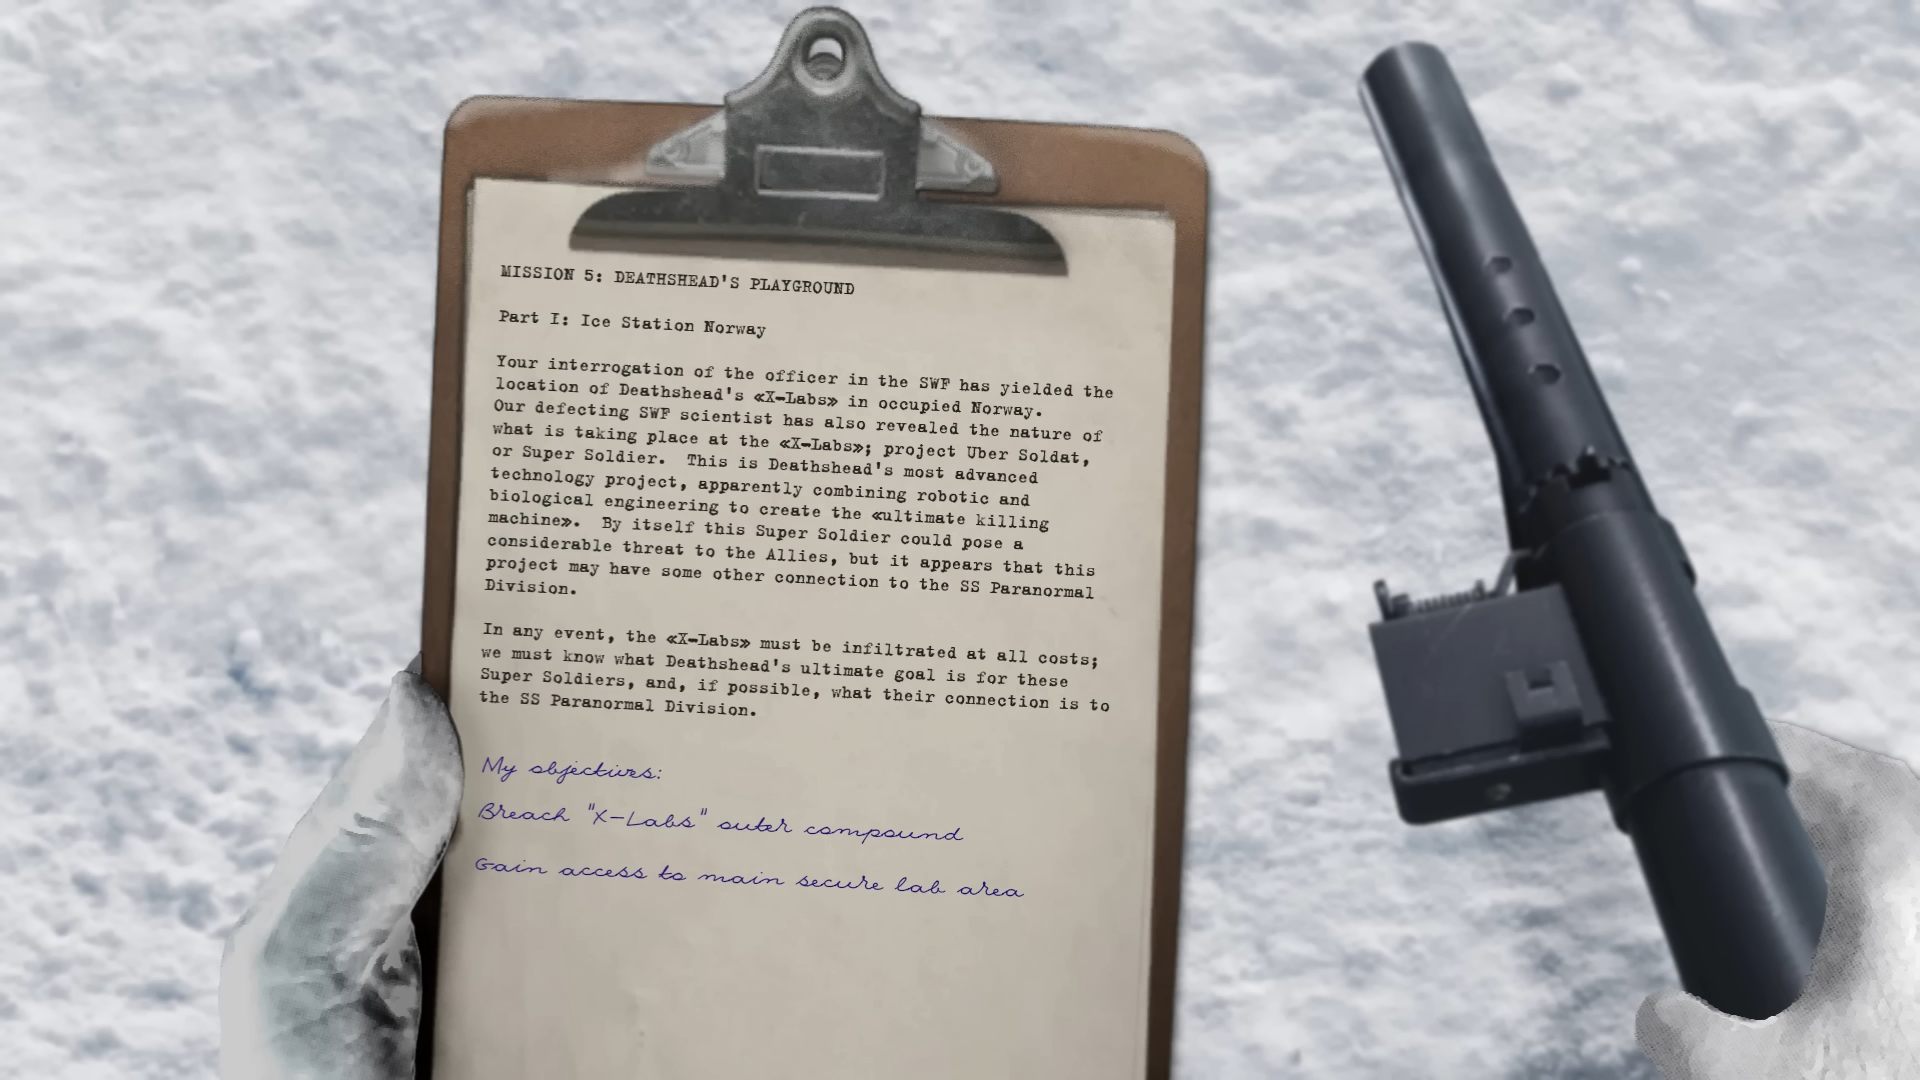 MISSION 5: DEATHSHEAD'S PLAYGROUND
Part I: Ice Station Norway
Your interrogation of the officer in the SWF has yielded the
location of Deathshead's «X-Labs» in occupied Norway.
Our defecting SWF scientist has also revealed the nature of
what is taking place at the «X-Labs»; project Uber Soldat,
or Super Soldier. This is Deathshead's most advanced
technology project, apparently combining robotic and
biological engineering to create the «ultimate killing
machine». By itself this Super Soldier could pose a
considerable threat to the Allies, but it appears that this
project may have some other connection to the SS Paranormal
Division.
In any event, the «X-Labs» must be infiltrated at all costs;
we must know what Deathshead's ultimate goal is for these
Super Soldiers, and, if possible, what their connection is to
the SS Paranormal Division.
My objectives:
Breach "X-Labs" outer compound
Gain access to main secure lab area